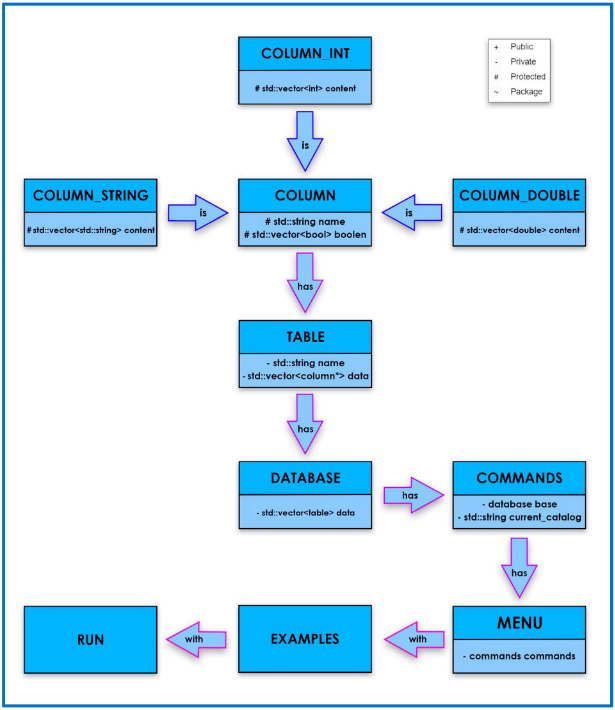 COLUMN_INT
# std::vector<int> content
+ Public
- Private
# Protected
~ Package
is
COLUMN_STRING
# std::vector<std::string> content
is
COLUMN
# std::string name
# std::vector<bool> boolen
is
COLUMN_DOUBLE
# std::vector<double> content
has
TABLE
- std::string name
- std::vector<column*> data
has
DATABASE
- std::vector<table> data
has
COMMANDS
- database base
- std::string current_catalog
has
RUN
with
EXAMPLES
with
MENU
- commands commands